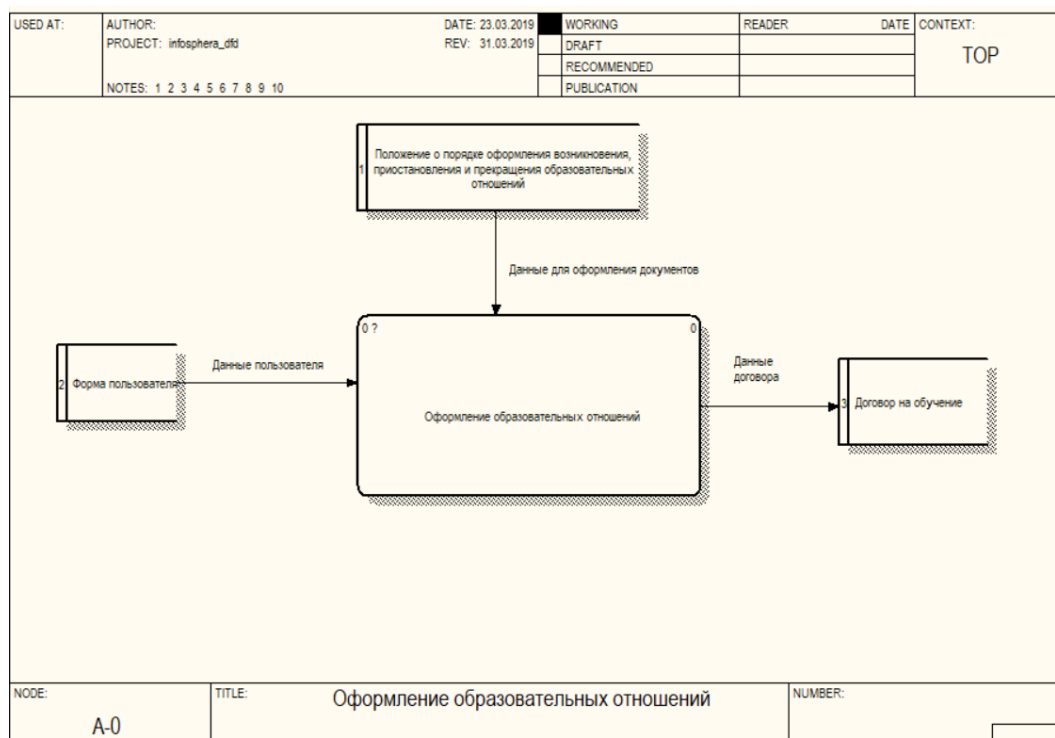 USED AT:
AUTHOR:
DATE: 23.03.2019
WORKING
READER
DATE
CONTEXT:
PROJECT: infosphera_dfd
REV: 31.03.2019
DRAFT
TOP
RECOMMENDED
NOTES: 1 2 3 4 5 6 7 8 9 10
PUBLICATION
1
Положение о порядке оформления возникновения,
приостановления и прекращения образовательных
отношений
Данные для оформления документов
0 ?
0
Данные пользователя
2
Форма пользователя
Оформление образовательных отношений
Данные
договора
3
Договор на обучение
NODE:
A-0
TITLE:
Оформление образовательных отношений
NUMBER: